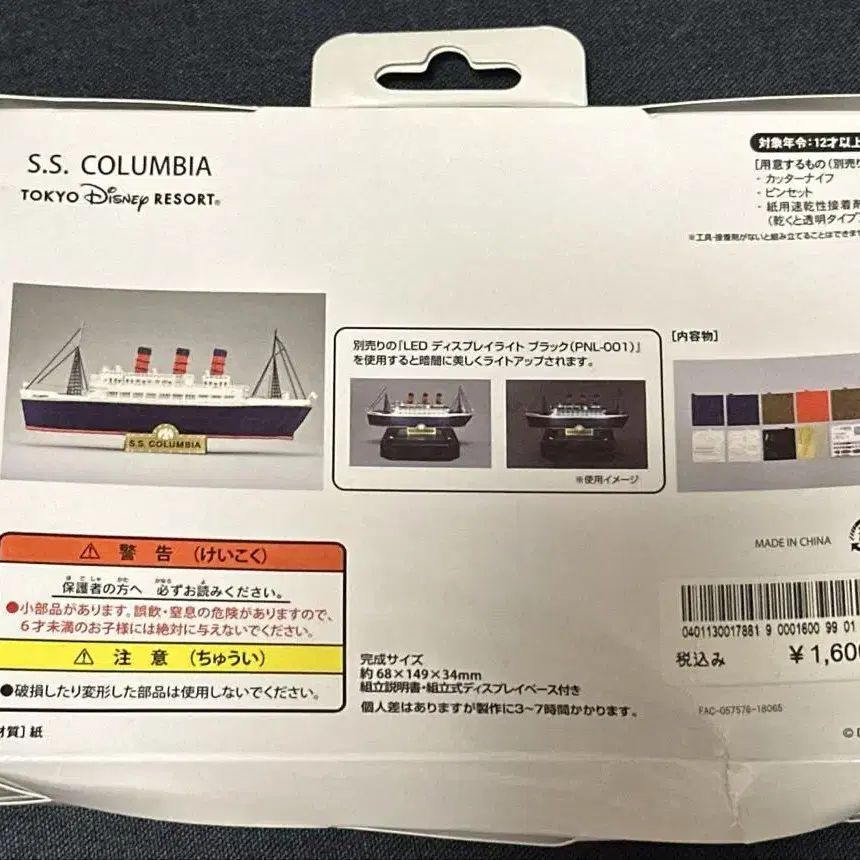 S.S. COLUMBIA
TOKYO Disney RESORT®
対象年令:12才以上
[用意するもの(別売り
・カッターナイフ
・ピンセット
・紙用速乾性接着剤
(乾くと透明タイプ)
※工具・接着剤がないと組み立てることはできま
別売りの「LED ディスプレイライト ブラック(PNL-001)」
を使用すると暗闇に美しくライトアップされます。
※使用イメージ
[内容物]
S.S. COLUMBIA
MADE IN CHINA
⚠ 警告 (けいこく)
保護者の方へ 必ずお読みください。
●小部品があります。誤飲・窒息の危険がありますので、
6才未満のお子様には絶対に与えないでください。
⚠ 注意 (ちゅうい)
●破損したり変形した部品は使用しないでください。
材質]紙
完成サイズ
約68×149×34mm
組立説明書・組立式ディスプレイベース付き
個人差はありますが製作に3~7時間かかります。
0401130017881 9 0001600 99 01
税込み ¥1,600
FAC-057576-18065
©D